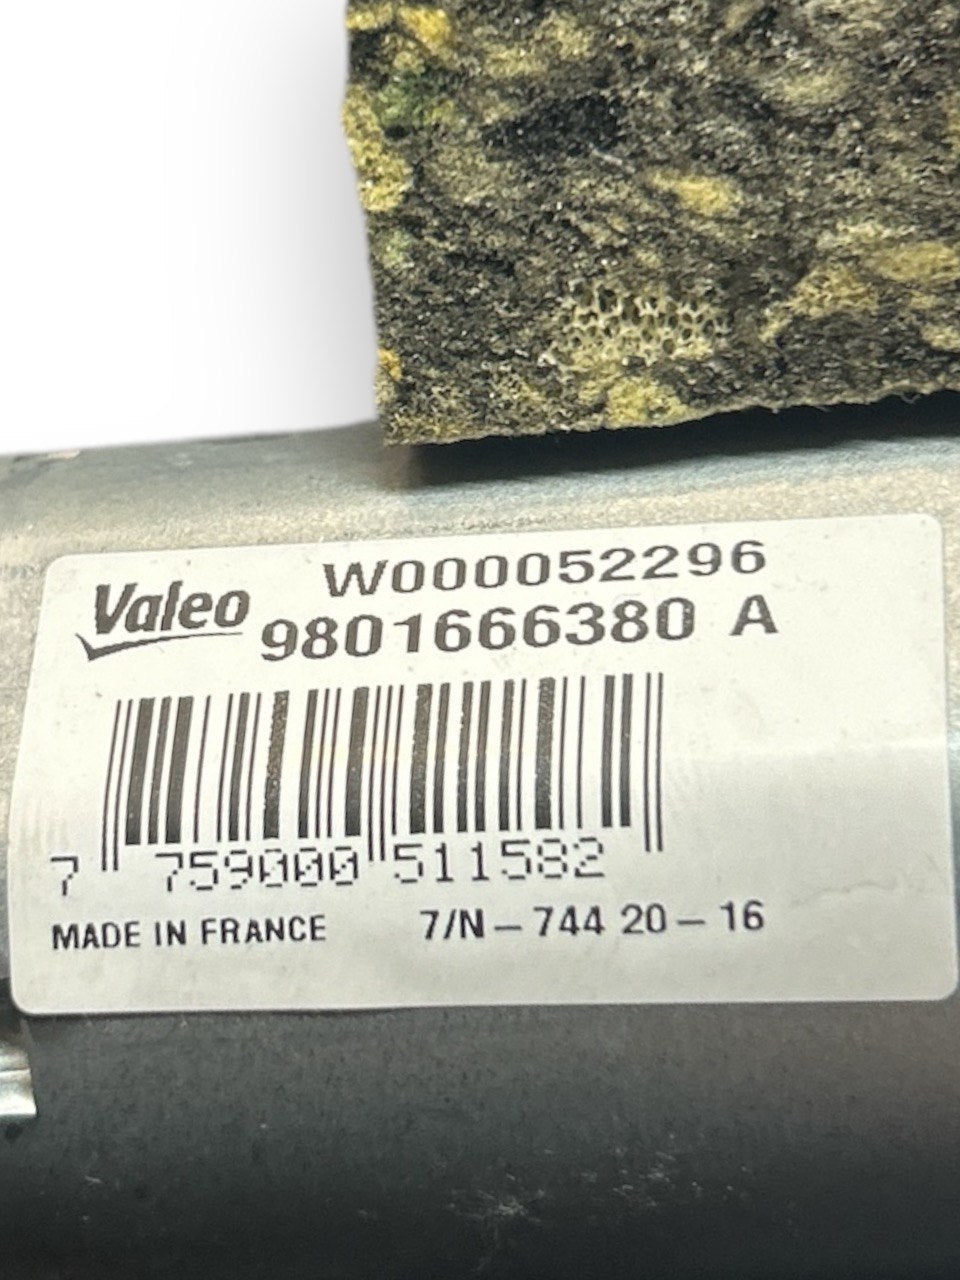 Valeo
W000052296
9801666380 A
7 759000 511582
MADE IN FRANCE 7/N-744 20-16